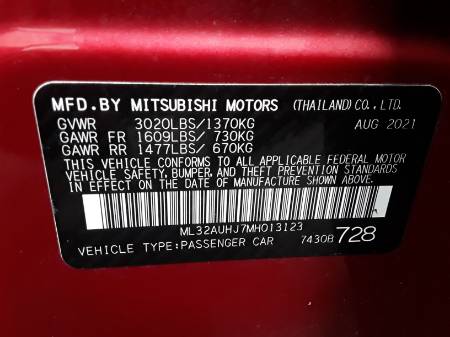 MFD.BY MITSUBISHI MOTORS (THAILAND)CO.,LTD.
GVWR 3020LBS/1370KG AUG 2021
GAWR FR 1609LBS/ 730KG
GAWR RR 1477LBS/ 670KG
THIS VEHICLE CONFORMS TO ALL APPLICABLE FEDERAL MOTOR
VEHICLE SAFETY, BUMPER, AND THEFT PREVENTION STANDARDS
IN EFFECT ON THE DATE OF MANUFACTURE SHOWN ABOVE.
ML32AUHJ7MH013123
VEHICLE TYPE:PASSENGER CAR 7430B 728